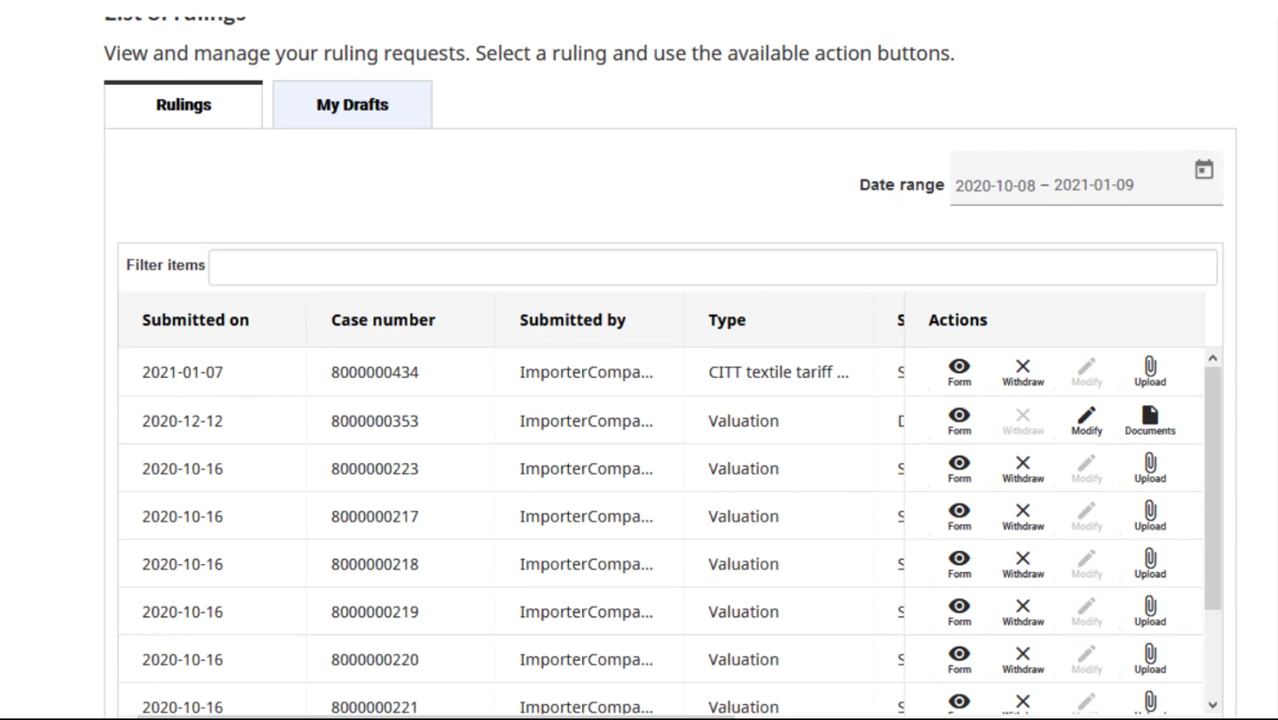 List of rulings
View and manage your ruling requests. Select a ruling and use the available action buttons.
Rulings My Drafts
Date range 2020-10-08 – 2021-01-09
Filter items
Submitted on Case number Submitted by Type S Actions
2021-01-07 8000000434 ImporterCompa... CITT textile tariff ... S Form Withdraw Modify Upload
2020-12-12 8000000353 ImporterCompa... Valuation D Form Withdraw Modify Documents
2020-10-16 8000000223 ImporterCompa... Valuation S Form Withdraw Modify Upload
2020-10-16 8000000217 ImporterCompa... Valuation S Form Withdraw Modify Upload
2020-10-16 8000000218 ImporterCompa... Valuation S Form Withdraw Modify Upload
2020-10-16 8000000219 ImporterCompa... Valuation S Form Withdraw Modify Upload
2020-10-16 8000000220 ImporterCompa... Valuation S Form Withdraw Modify Upload
2020-10-16 8000000221 ImporterCompa... Valuation S Form Withdraw